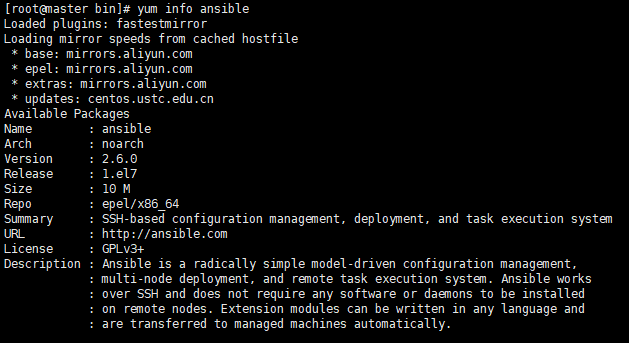 [root@master bin]# yum info ansible
Loaded plugins: fastestmirror
Loading mirror speeds from cached hostfile
 * base: mirrors.aliyun.com
 * epel: mirrors.aliyun.com
 * extras: mirrors.aliyun.com
 * updates: centos.ustc.edu.cn
Available Packages
Name        : ansible
Arch        : noarch
Version     : 2.6.0
Release     : 1.el7
Size        : 10 M
Repo        : epel/x86_64
Summary     : SSH-based configuration management, deployment, and task execution system
URL         : http://ansible.com
License     : GPLv3+
Description : Ansible is a radically simple model-driven configuration management,
            : multi-node deployment, and remote task execution system. Ansible works
            : over SSH and does not require any software or daemons to be installed
            : on remote nodes. Extension modules can be written in any language and
            : are transferred to managed machines automatically.